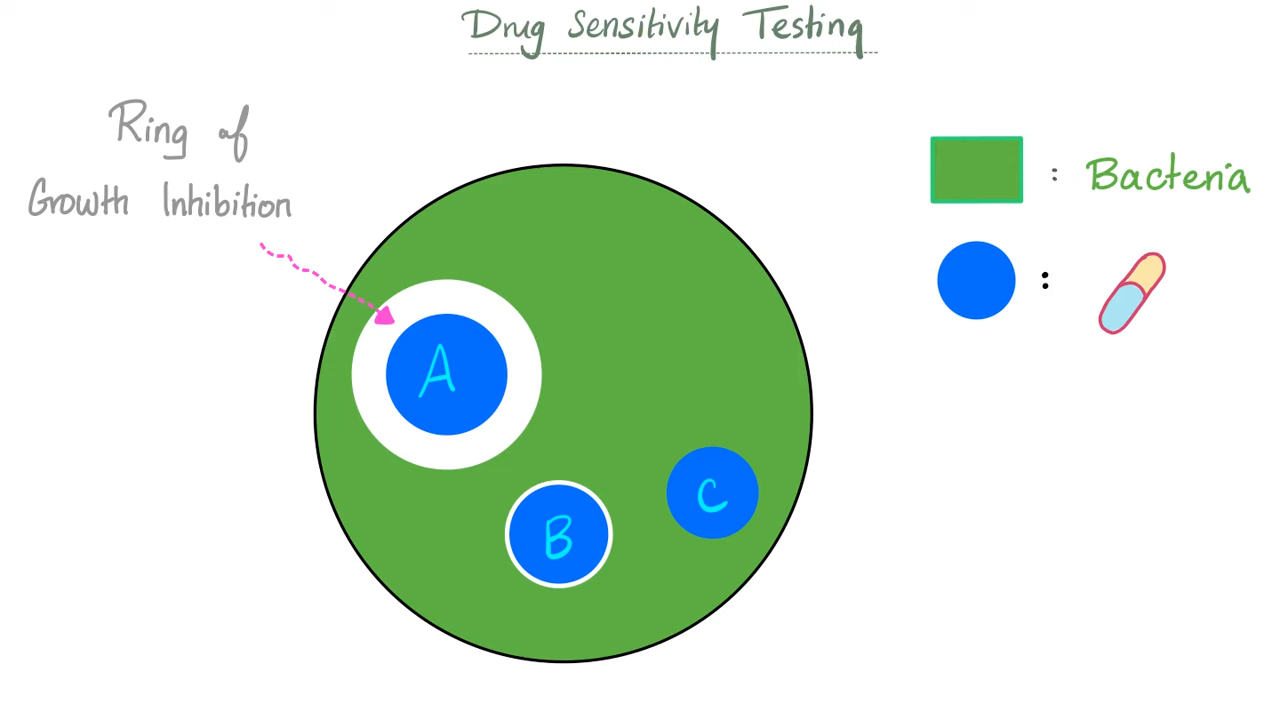 Drug Sensitivity Testing
Ring of
Growth Inhibition
: Bacteria
:
A
B
C